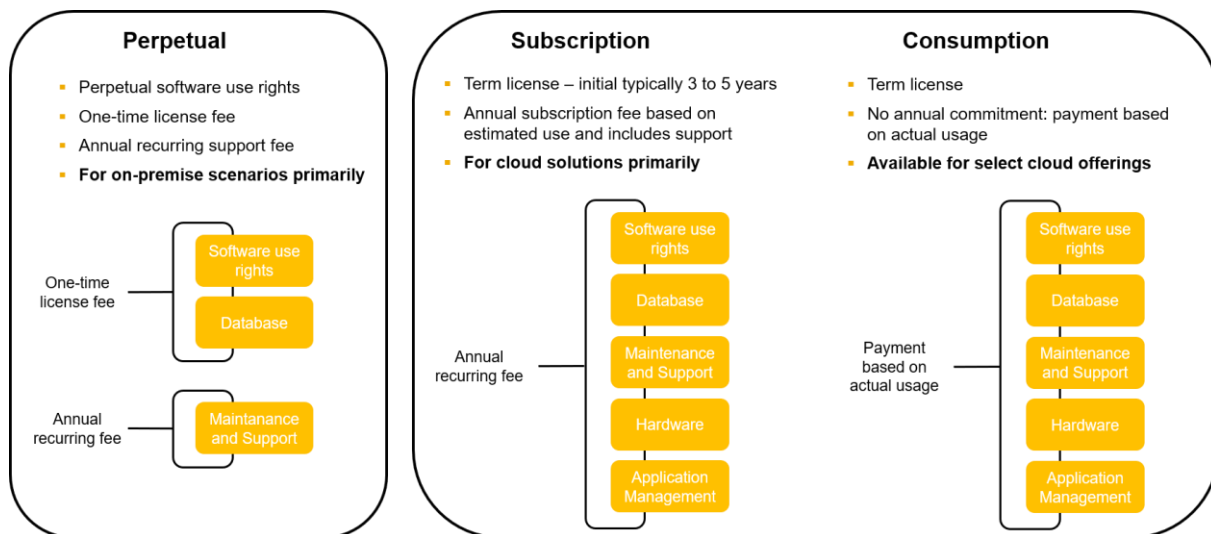 Perpetual
Perpetual software use rights
One-time license fee
Annual recurring support fee
For on-premise scenarios primarily
One-time
license fee
Software use
rights
Database
Annual
recurring fee
Maintanance
and Support
Subscription
Term license – initial typically 3 to 5 years
Annual subscription fee based on
estimated use and includes support
For cloud solutions primarily
Annual
recurring fee
Software use
rights
Database
Maintenance
and Support
Hardware
Application
Management
Consumption
Term license
No annual commitment: payment based
on actual usage
Available for select cloud offerings
Payment
based on
actual usage
Software use
rights
Database
Maintenance
and Support
Hardware
Application
Management